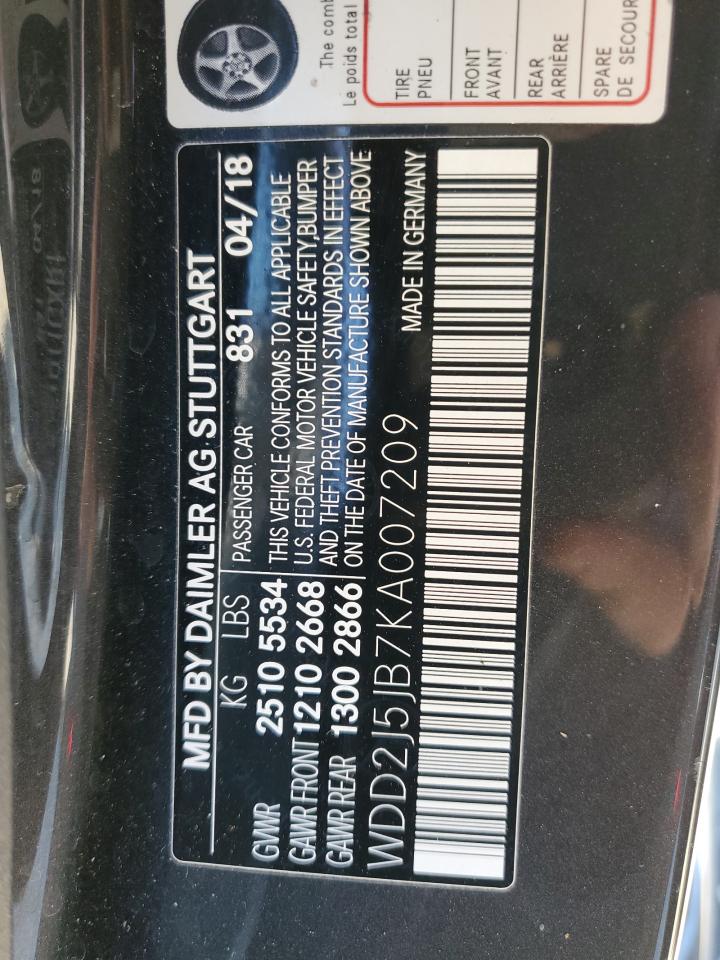 The comb
Le poids total
TIRE
PNEU
FRONT
AVANT
REAR
ARRIÈRE
SPARE
DE SECOUR
MFD BY DAIMLER AG STUTTGART
KG LBS PASSENGER CAR 831 04/18
GWR 2510 5534 THIS VEHICLE CONFORMS TO ALL APPLICABLE
GAWR FRONT 1210 2668 U.S. FEDERAL MOTOR VEHICLE SAFETY,BUMPER
GAWR REAR 1300 2866 AND THEFT PREVENTION STANDARDS IN EFFECT
ON THE DATE OF MANUFACTURE SHOWN ABOVE
WDD2J5JB7KA007209 MADE IN GERMANY